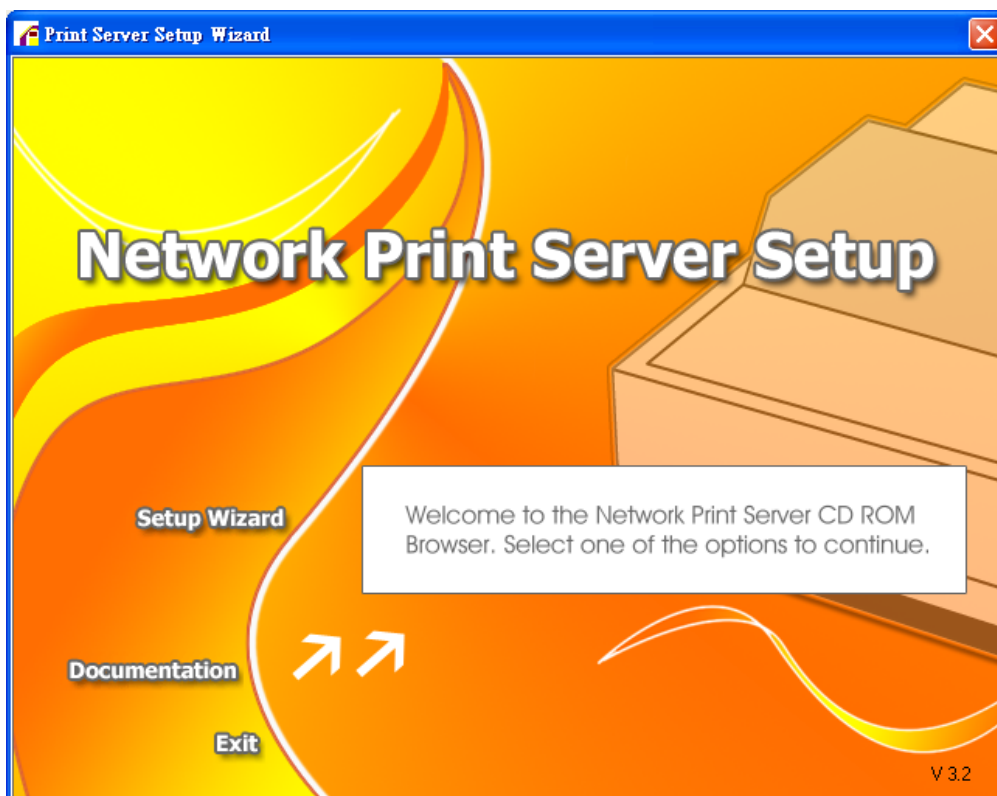 Print Server Setup Wizard
Network Print Server Setup
Setup Wizard
Welcome to the Network Print Server CD ROM
Browser. Select one of the options to continue.
Documentation
Exit
V 3.2